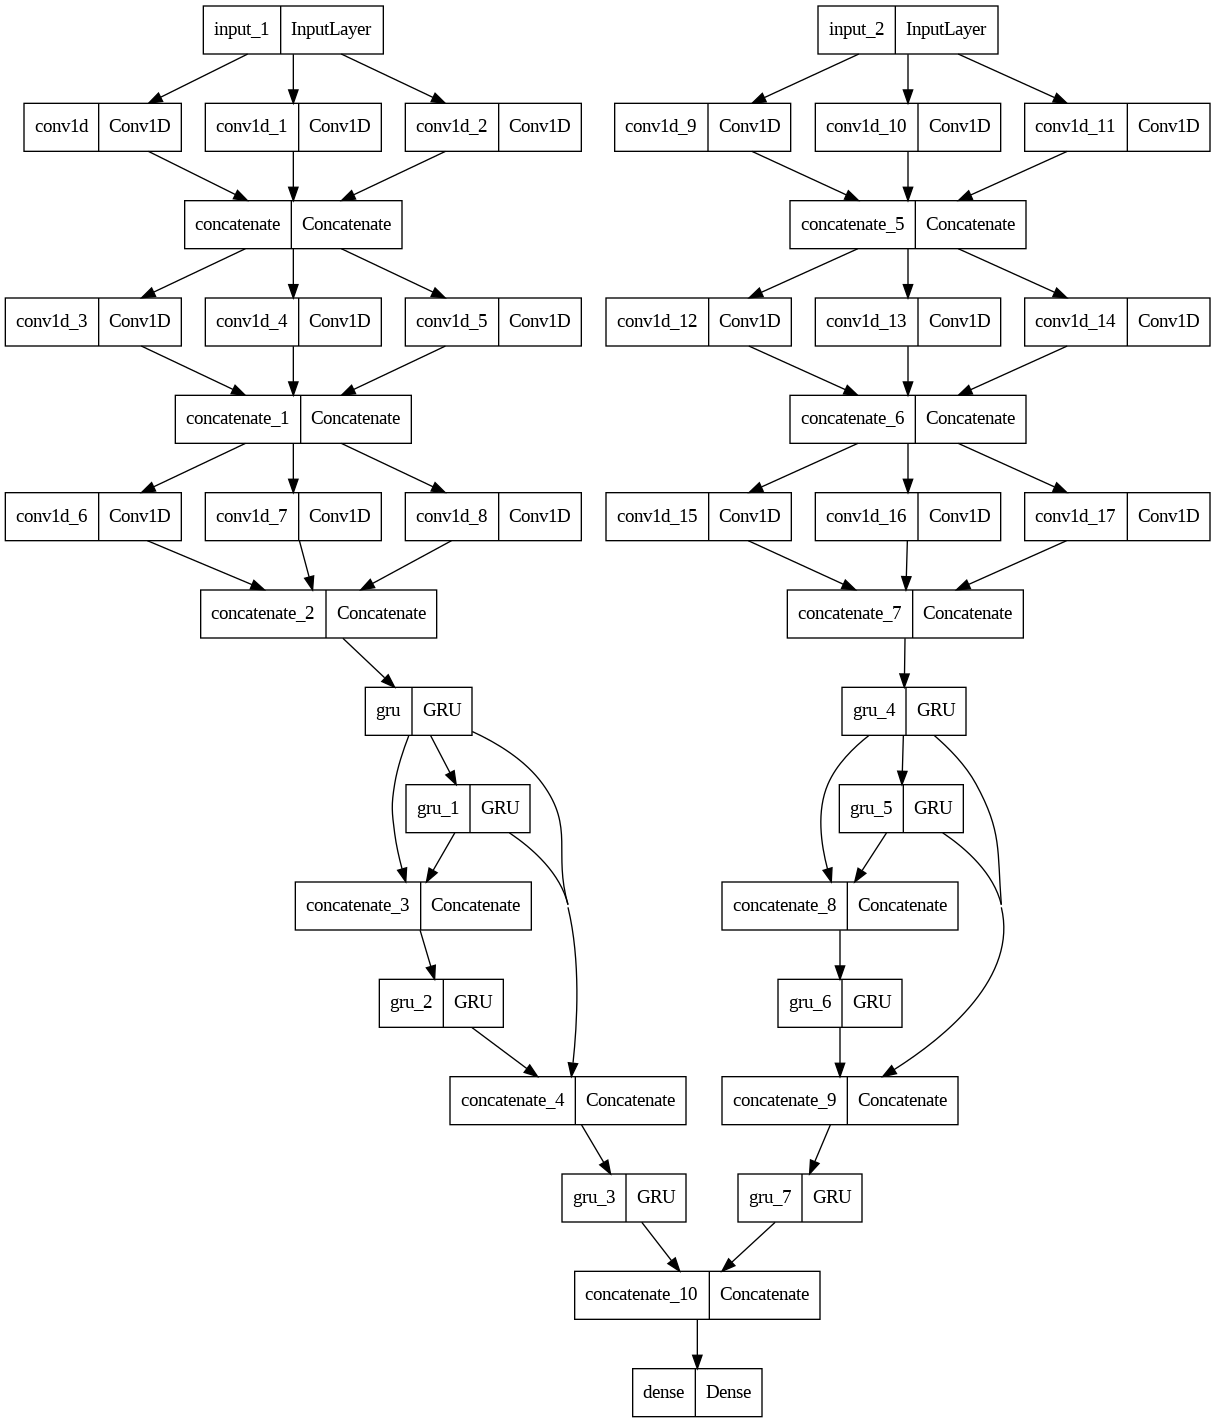 input_1 InputLayer input_2 InputLayer
conv1d Conv1D conv1d_1 Conv1D conv1d_2 Conv1D conv1d_9 Conv1D conv1d_10 Conv1D conv1d_11 Conv1D
concatenate Concatenate concatenate_5 Concatenate
conv1d_3 Conv1D conv1d_4 Conv1D conv1d_5 Conv1D conv1d_12 Conv1D conv1d_13 Conv1D conv1d_14 Conv1D
concatenate_1 Concatenate concatenate_6 Concatenate
conv1d_6 Conv1D conv1d_7 Conv1D conv1d_8 Conv1D conv1d_15 Conv1D conv1d_16 Conv1D conv1d_17 Conv1D
concatenate_2 Concatenate concatenate_7 Concatenate
gru GRU gru_4 GRU
gru_1 GRU gru_5 GRU
concatenate_3 Concatenate concatenate_8 Concatenate
gru_2 GRU gru_6 GRU
concatenate_4 Concatenate concatenate_9 Concatenate
gru_3 GRU gru_7 GRU
concatenate_10 Concatenate
dense Dense